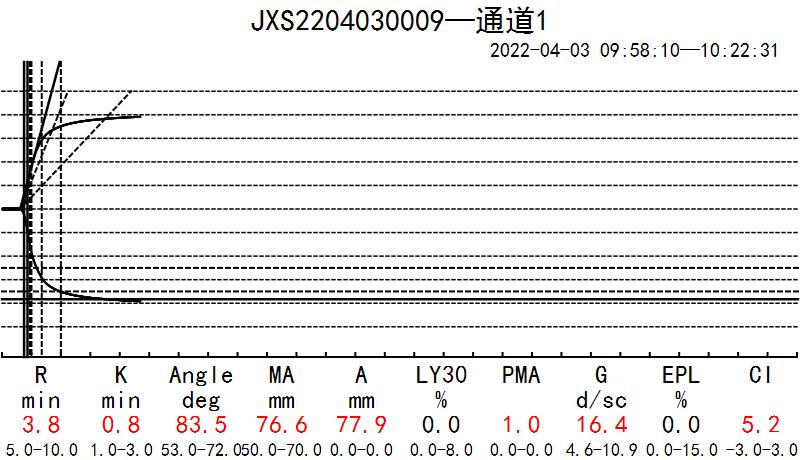 JXS2204030009—通道1
2022-04-03 09:58:10—10:22:31
R K Angle MA A LY30 PMA G EPL CI
min min deg mm mm % d/sc %
3.8 0.8 83.5 76.6 77.9 0.0 1.0 16.4 0.0 5.2
5.0-10.0 1.0-3.0 53.0-72.0 50.0-70.0 0.0-0.0 0.0-8.0 0.0-0.0 4.6-10.9 0.0-15.0 -3.0-3.0